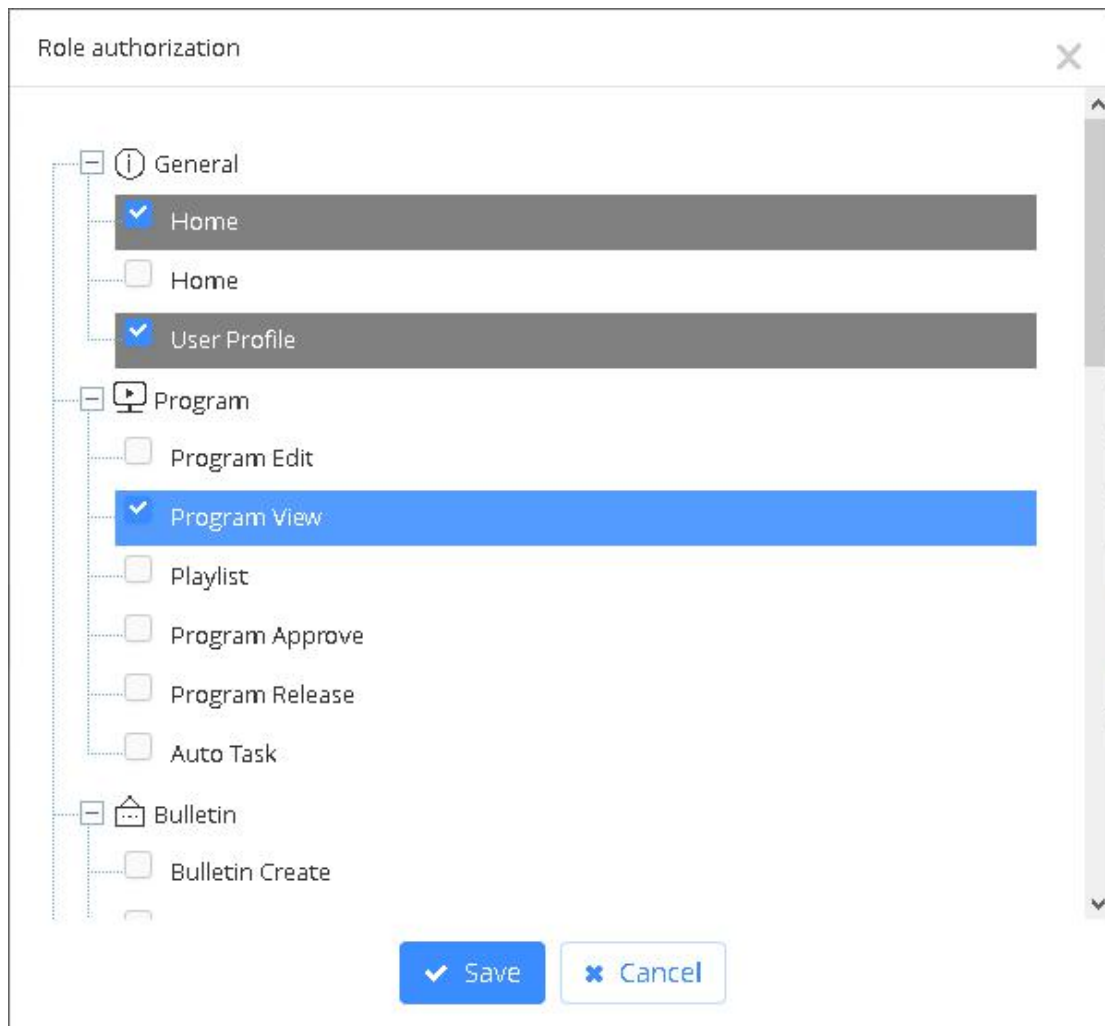 Role authorization
General
Home
Home
User Profile
Program
Program Edit
Program View
Playlist
Program Approve
Program Release
Auto Task
Bulletin
Bulletin Create
Save
Cancel